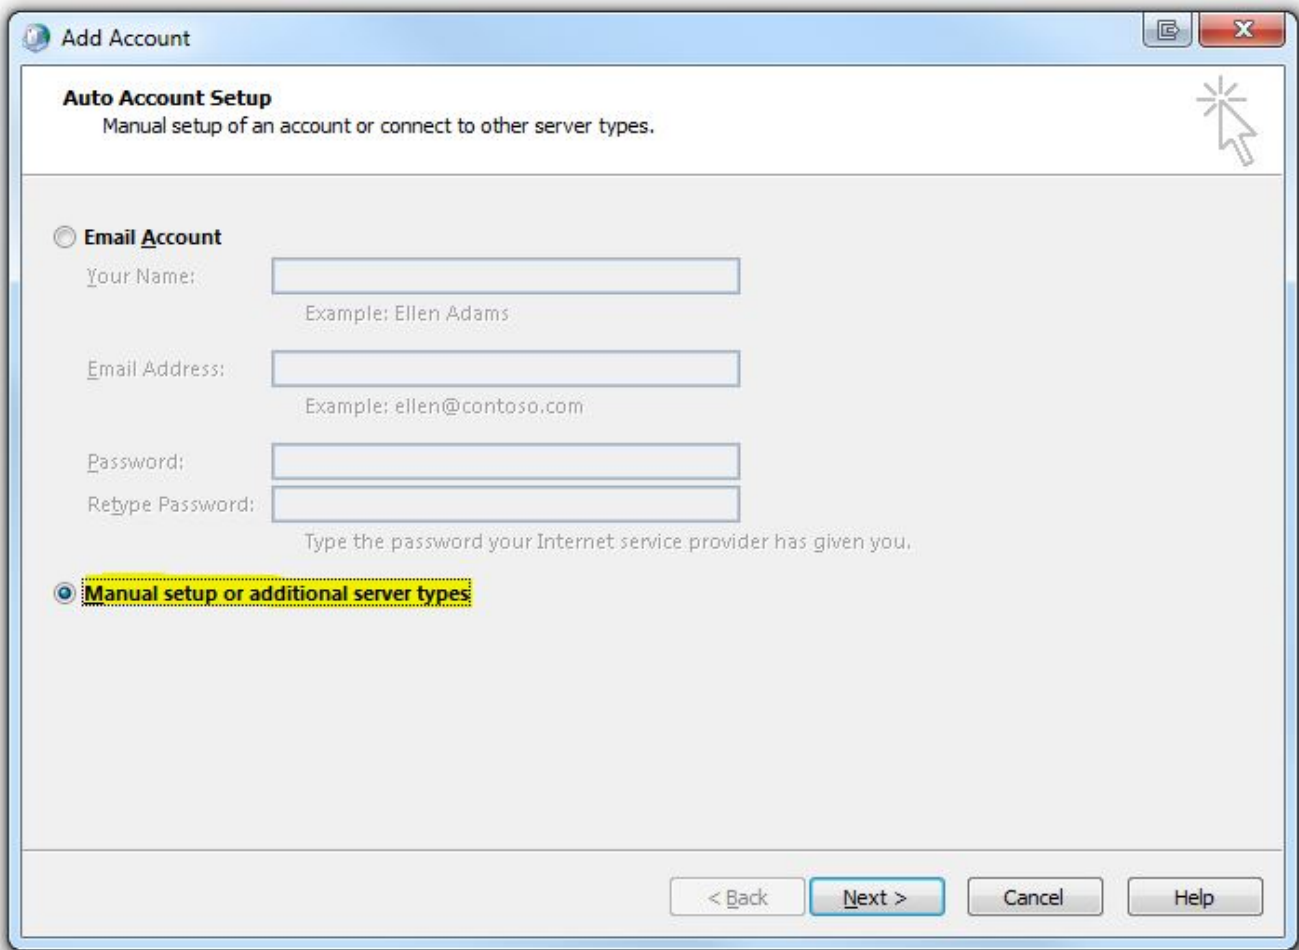 Add Account
Auto Account Setup
Manual setup of an account or connect to other server types.
Email Account
Your Name:
Example: Ellen Adams
Email Address:
Example: ellen@contoso.com
Password:
Retype Password:
Type the password your Internet service provider has given you.
Manual setup or additional server types
< Back Next > Cancel Help